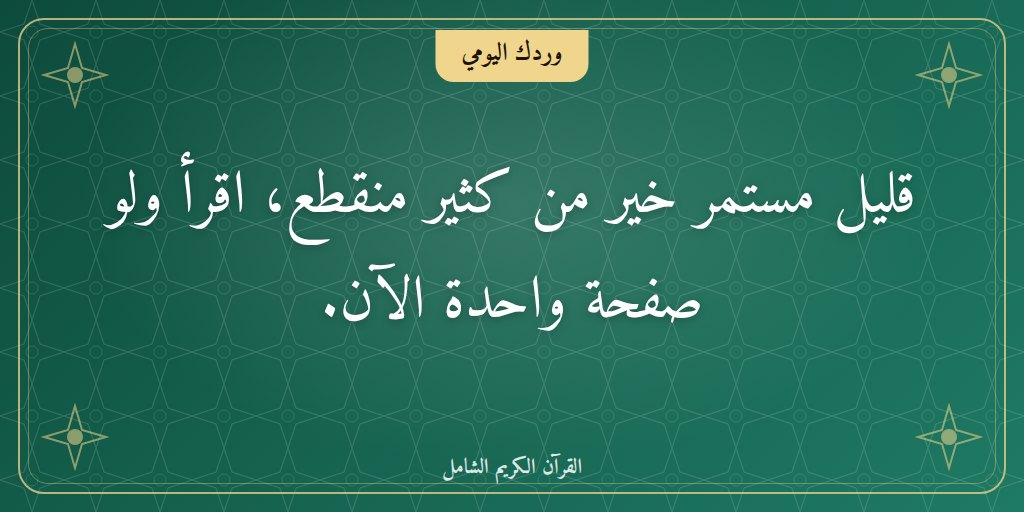 وردك اليومي
قليل مستمر خير من كثير منقطع، اقرأ ولو
صفحة واحدة الآن.
القرآن الكريم الشامل